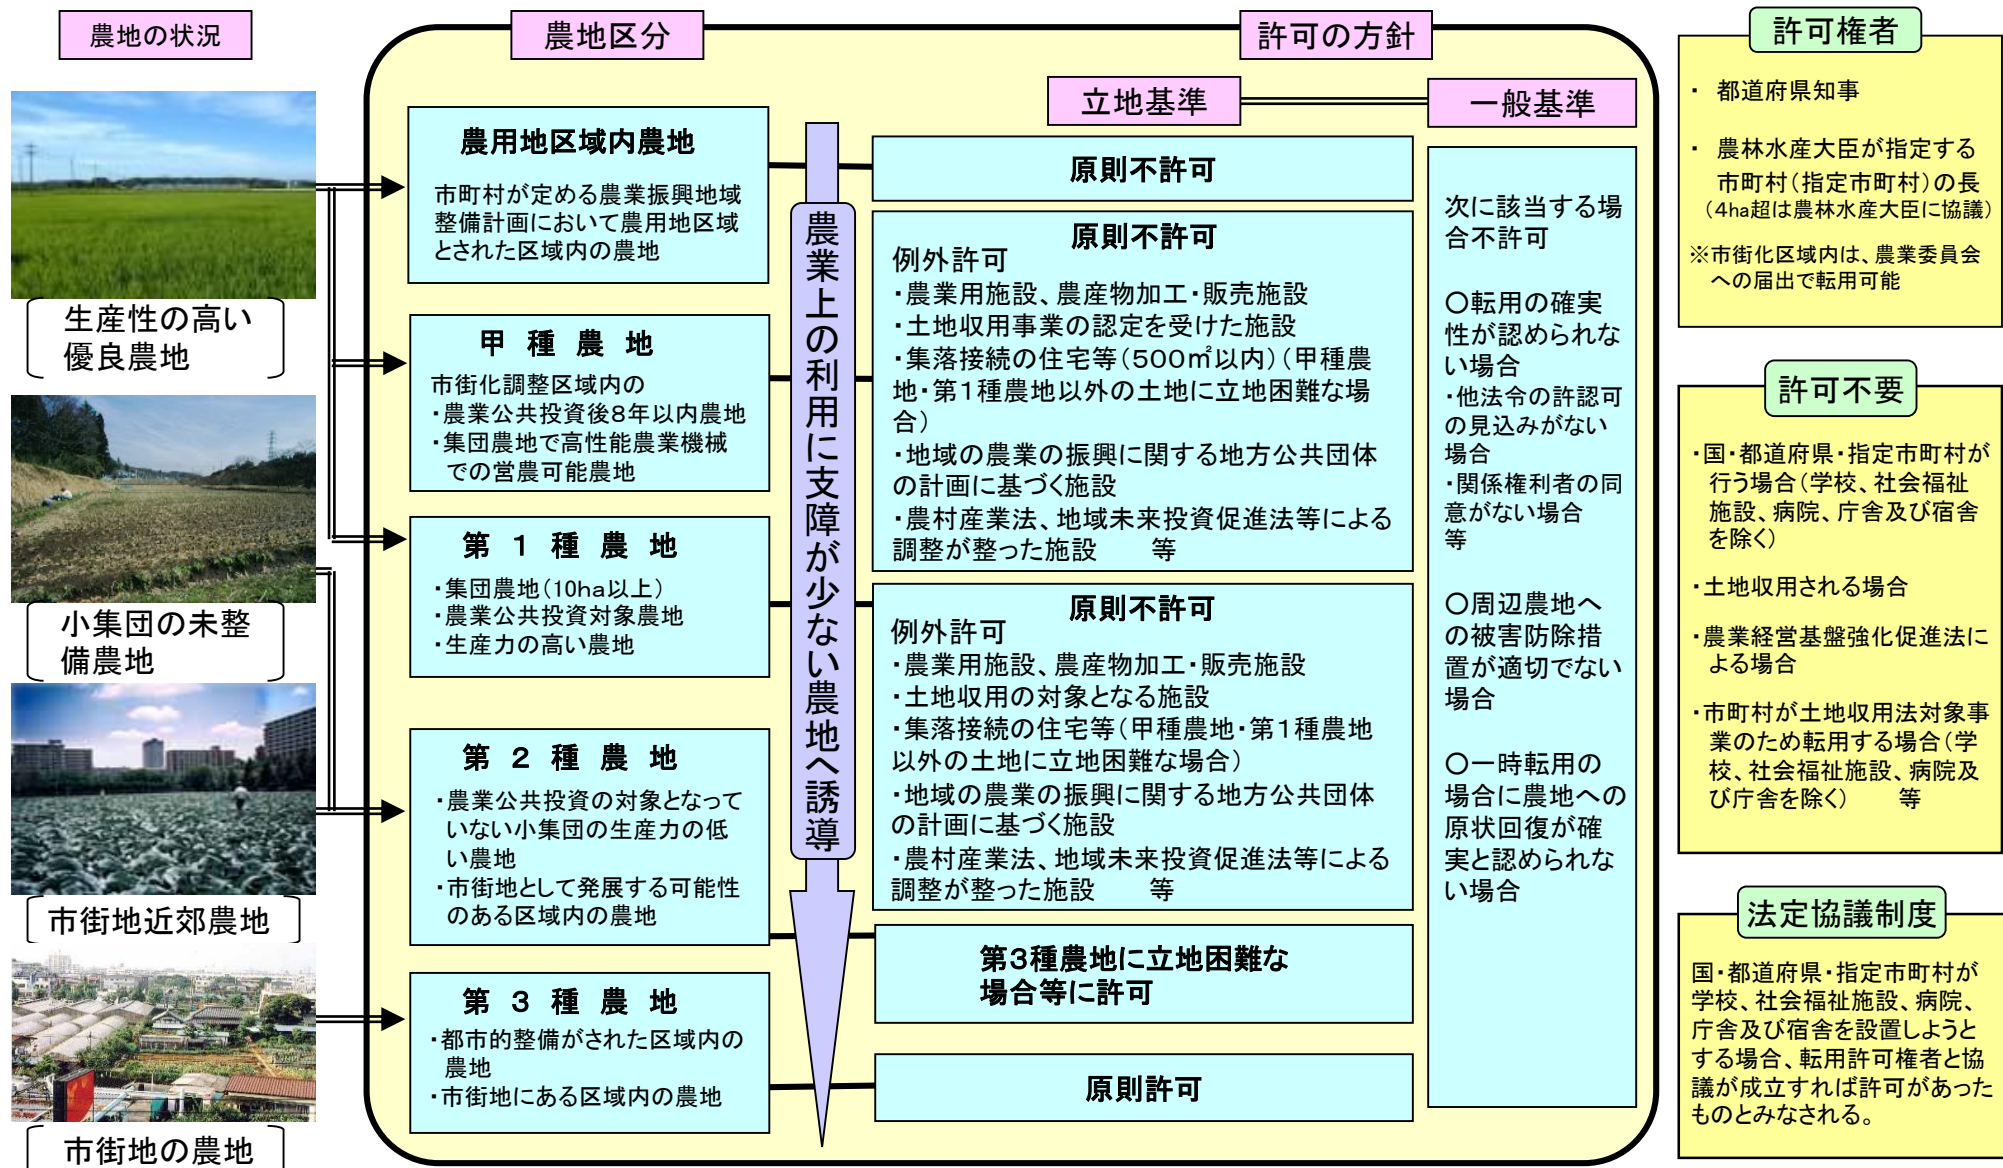 農地の状況
生産性の高い
優良農地
小集団の未整
備農地
市街地近郊農地
市街地の農地
農地区分
農用地区域内農地
市町村が定める農業振興地域
整備計画において農用地区域
とされた区域内の農地
甲 種 農 地
市街化調整区域内の
・農業公共投資後8年以内農地
・集団農地で高性能農業機械
での営農可能農地
第 1 種 農 地
・集団農地(10ha以上)
・農業公共投資対象農地
・生産力の高い農地
第 2 種 農 地
・農業公共投資の対象となって
いない小集団の生産力の低
い農地
・市街地として発展する可能性
のある区域内の農地
第 3 種 農 地
・都市的整備がされた区域内の
農地
・市街地にある区域内の農地
農業上の利用に支障が少ない農地へ誘導
許可の方針
立地基準
原則不許可
原則不許可
例外許可
・農業用施設、農産物加工・販売施設
・土地収用事業の認定を受けた施設
・集落接続の住宅等(500㎡以内)(甲種農
地・第1種農地以外の土地に立地困難な場
合)
・地域の農業の振興に関する地方公共団体
の計画に基づく施設
・農村産業法、地域未来投資促進法等による
調整が整った施設　　等
原則不許可
例外許可
・農業用施設、農産物加工・販売施設
・土地収用の対象となる施設
・集落接続の住宅等(甲種農地・第1種農地
以外の土地に立地困難な場合)
・地域の農業の振興に関する地方公共団体
の計画に基づく施設
・農村産業法、地域未来投資促進法等による
調整が整った施設　　等
第3種農地に立地困難な
場合等に許可
原則許可
一般基準
次に該当する場
合不許可
〇転用の確実
性が認められな
い場合
・他法令の許認可
の見込みがない
場合
・関係権利者の同
意がない場合
等
〇周辺農地へ
の被害防除措
置が適切でない
場合
〇一時転用の
場合に農地への
原状回復が確
実と認められな
い場合
許可権者
・ 都道府県知事
・ 農林水産大臣が指定する
市町村(指定市町村)の長
(4ha超は農林水産大臣に協議)
※市街化区域内は、農業委員会
への届出で転用可能
許可不要
・国・都道府県・指定市町村が
行う場合(学校、社会福祉
施設、病院、庁舎及び宿舎
を除く)
・土地収用される場合
・農業経営基盤強化促進法に
よる場合
・市町村が土地収用法対象事
業のため転用する場合(学
校、社会福祉施設、病院及
び庁舎を除く)　　等
法定協議制度
国・都道府県・指定市町村が
学校、社会福祉施設、病院、
庁舎及び宿舎を設置しようと
する場合、転用許可権者と協
議が成立すれば許可があった
ものとみなされる。